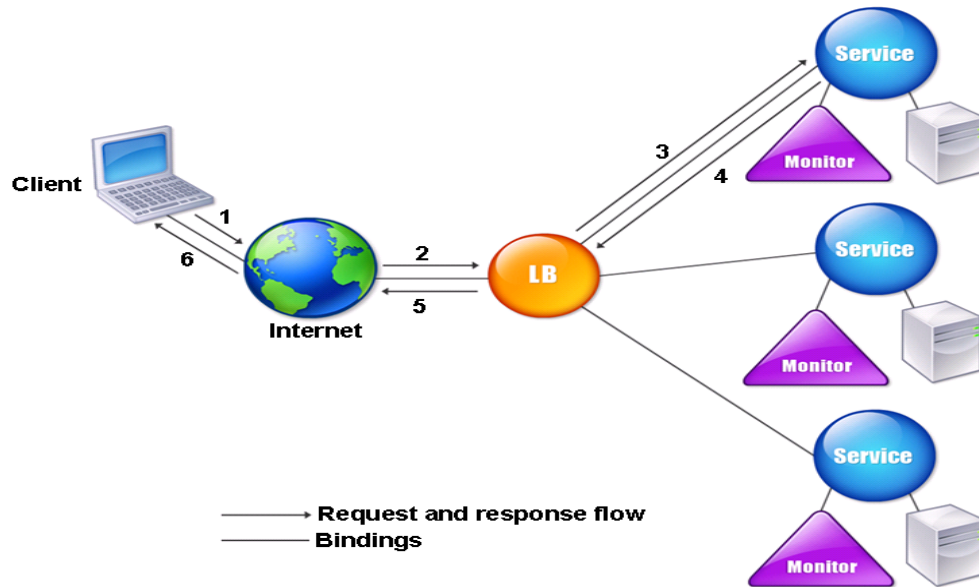 Service
3
Monitor
4
Client
1
6
2
Service
LB
5
Internet
Monitor
Service
Request and response flow
Bindings
Monitor